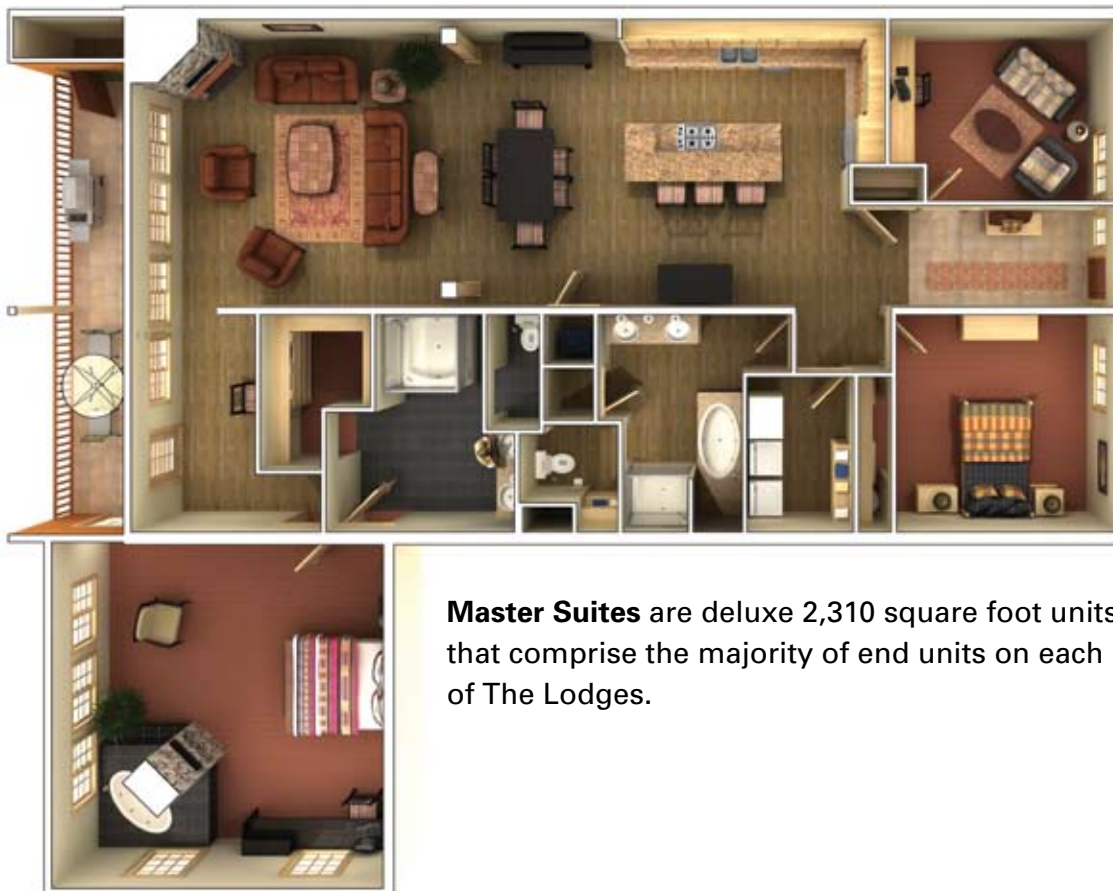 Master Suites are deluxe 2,310 square foot units
that comprise the majority of end units on each
of The Lodges.